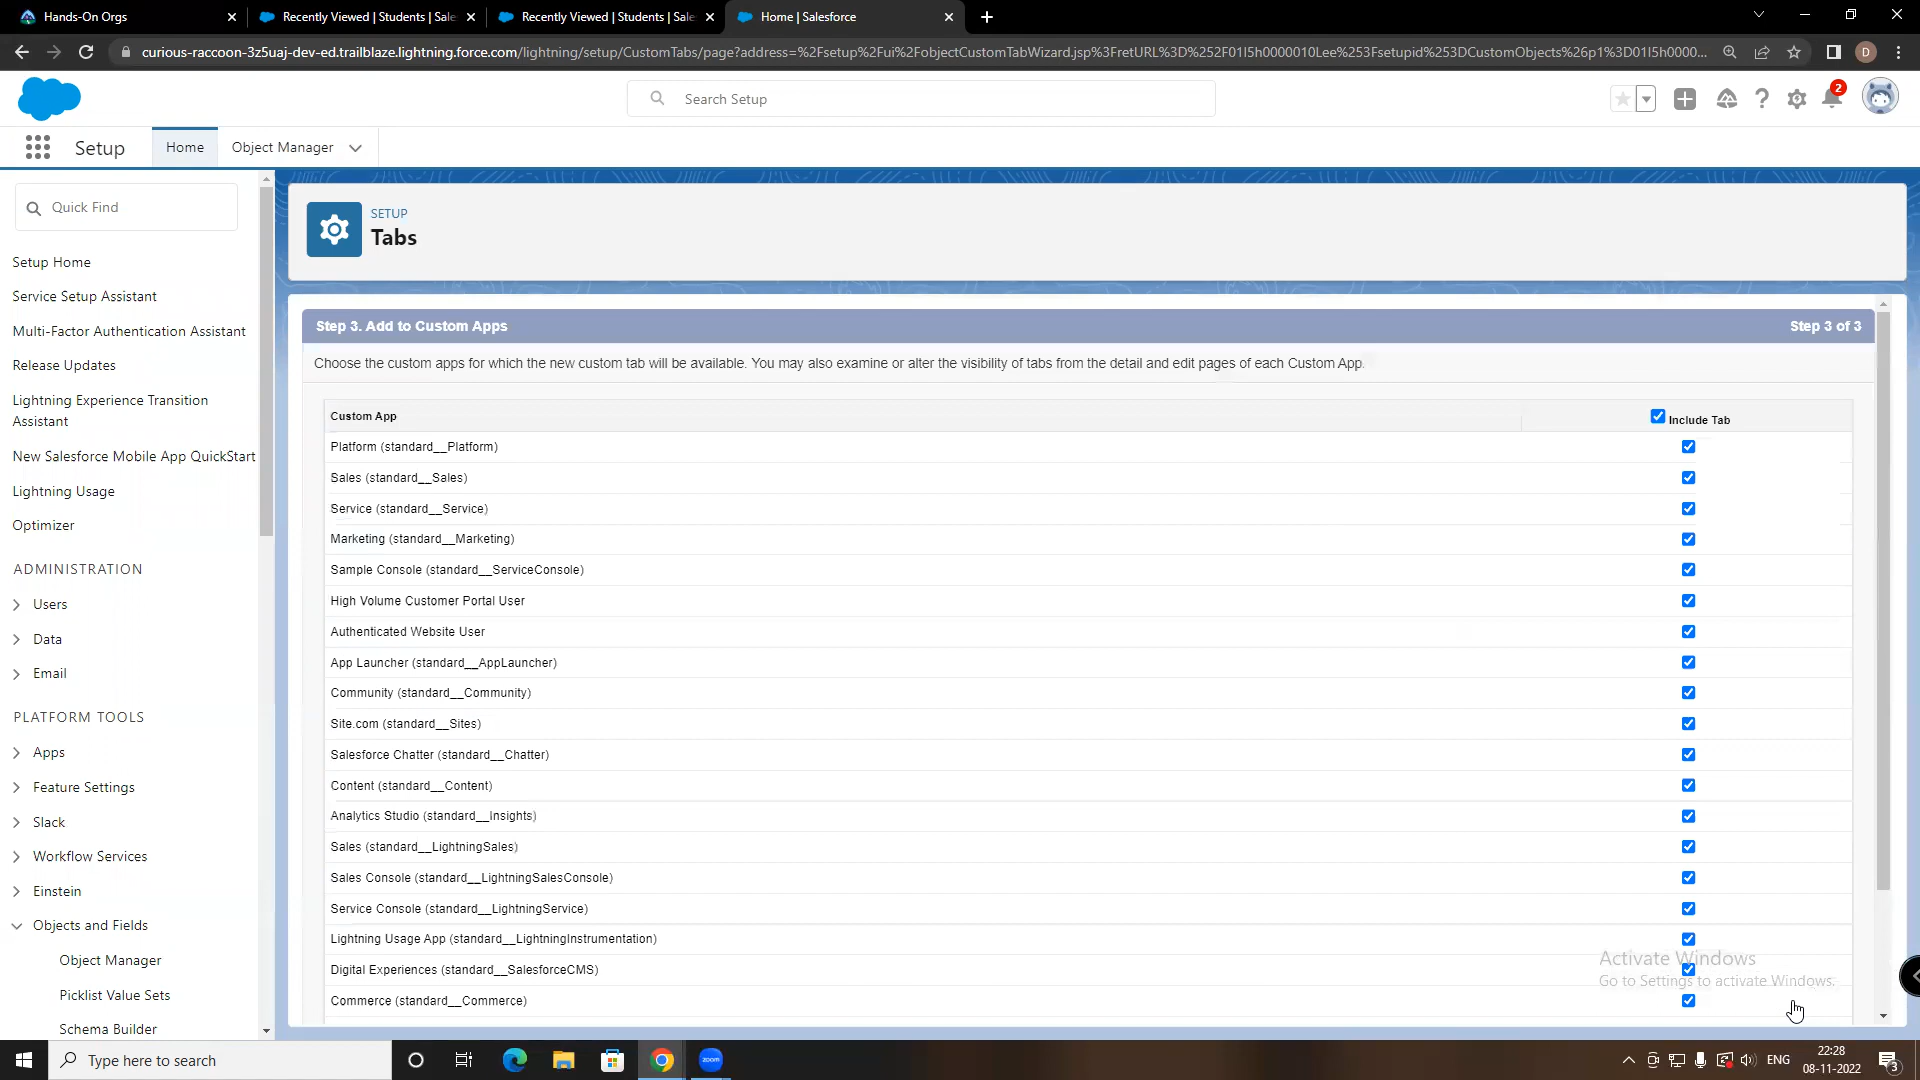 Hands-On Orgs
Recently Viewed | Students | Sale
Recently Viewed | Students | Sale
Home | Salesforce
curious-raccoon-3z5uaj-dev-ed.trailblaze.lightning.force.com/lightning/setup/CustomTabs/page?address=%2Fsetup%2Fui%2FobjectCustomTabWizard.jsp%3FretURL%3D%252F01I5h0000010Lee%253Fsetupid%253DCustomObjects%26p1%3D01I5h0000...
D
Search Setup
2
Setup
Home
Object Manager
Quick Find
Setup Home
Service Setup Assistant
Multi-Factor Authentication Assistant
Release Updates
Lightning Experience Transition
Assistant
New Salesforce Mobile App QuickStart
Lightning Usage
Optimizer
ADMINISTRATION
Users
Data
Email
PLATFORM TOOLS
Apps
Feature Settings
Slack
Workflow Services
Einstein
Objects and Fields
Object Manager
Picklist Value Sets
Schema Builder
SETUP
Tabs
Step 3. Add to Custom Apps
Step 3 of 3
Choose the custom apps for which the new custom tab will be available. You may also examine or alter the visibility of tabs from the detail and edit pages of each Custom App.
Custom App
Include Tab
Platform (standard__Platform)
Sales (standard__Sales)
Service (standard__Service)
Marketing (standard__Marketing)
Sample Console (standard__ServiceConsole)
High Volume Customer Portal User
Authenticated Website User
App Launcher (standard__AppLauncher)
Community (standard__Community)
Site.com (standard__Sites)
Salesforce Chatter (standard__Chatter)
Content (standard__Content)
Analytics Studio (standard__Insights)
Sales (standard__LightningSales)
Sales Console (standard__LightningSalesConsole)
Service Console (standard__LightningService)
Lightning Usage App (standard__LightningInstrumentation)
Digital Experiences (standard__SalesforceCMS)
Commerce (standard__Commerce)
Activate Windows
Go to Settings to activate Windows.
Type here to search
zoom
ENG
22:28
08-11-2022
3